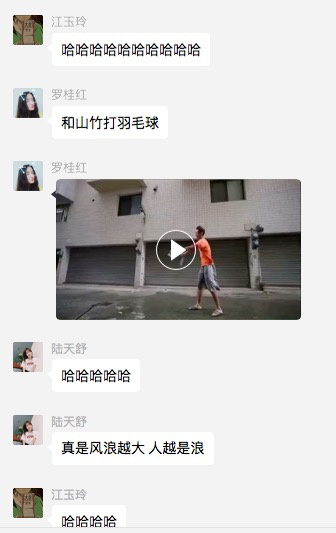 江玉玲
哈哈哈哈哈哈哈哈哈哈
罗桂红
和山竹打羽毛球
罗桂红
陆天舒
哈哈哈哈哈
陆天舒
真是风浪越大 人越是浪
江玉玲
哈哈哈哈